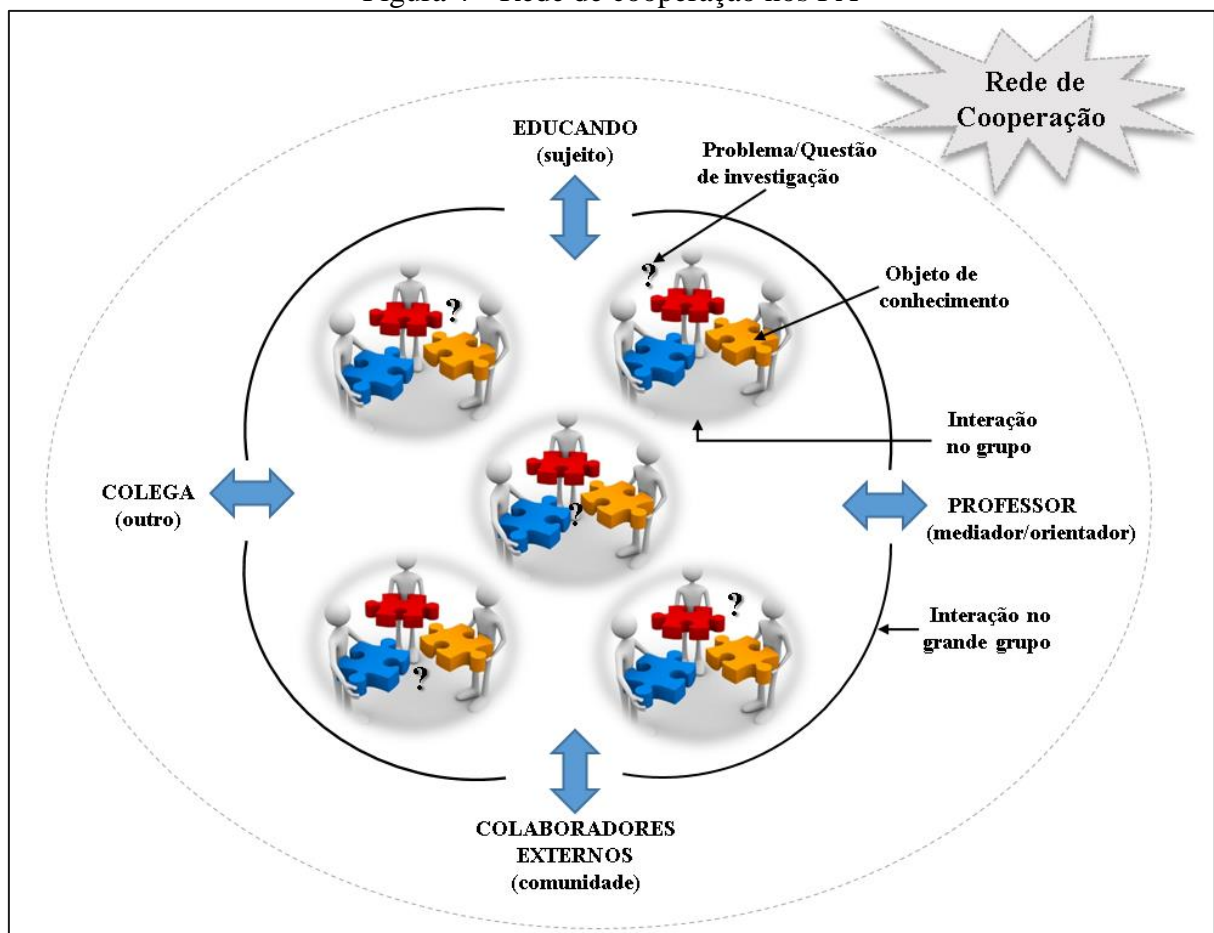 Rede de
Cooperação
EDUCANDO
(sujeito)
Problema/Questão
de investigação
?
?
Objeto de
conhecimento
Interação
no grupo
COLEGA
(outro)
?
PROFESSOR
(mediador/orientador)
?
?
Interação no
grande grupo
COLABORADORES
EXTERNOS
(comunidade)